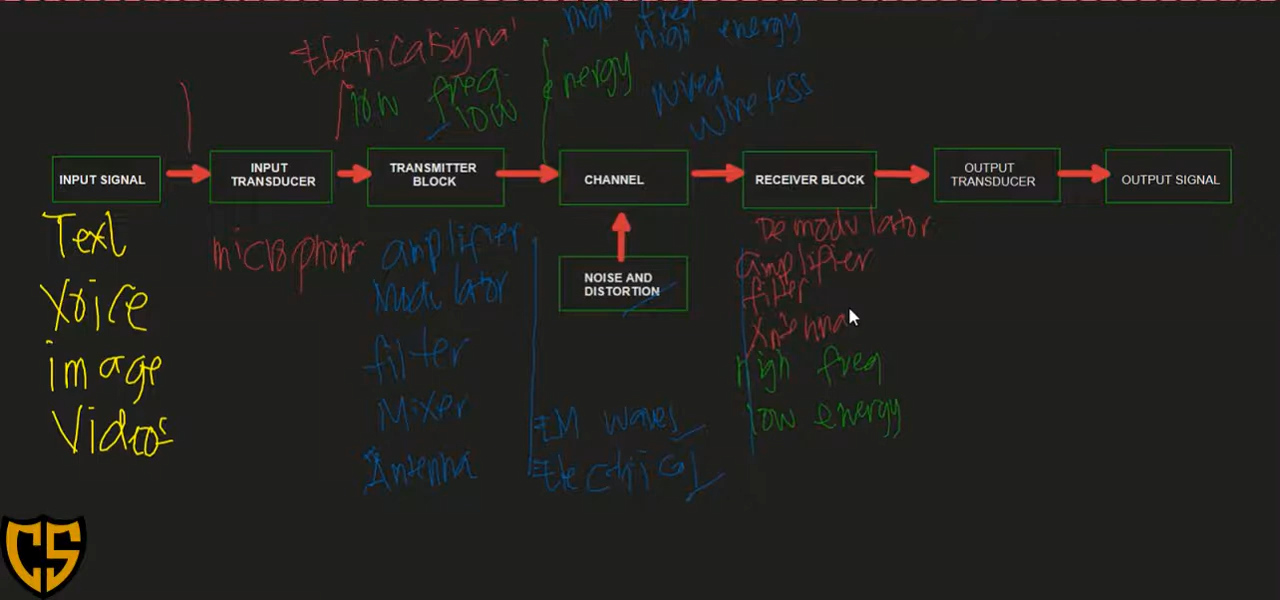 high freq
high energy
Electrical signal
low freq.
low energy
wired
wireless
INPUT SIGNAL
INPUT
TRANSDUCER
TRANSMITTER
BLOCK
CHANNEL
RECEIVER BLOCK
OUTPUT
TRANSDUCER
OUTPUT SIGNAL
NOISE AND
DISTORTION
Text
Voice
image
Videos
microphone
amplifier
Modulator
filter
Mixer
Antenna
EM waves
Electrical
Demodulator
amplifier
filter
Antenna
high freq
low energy
CS